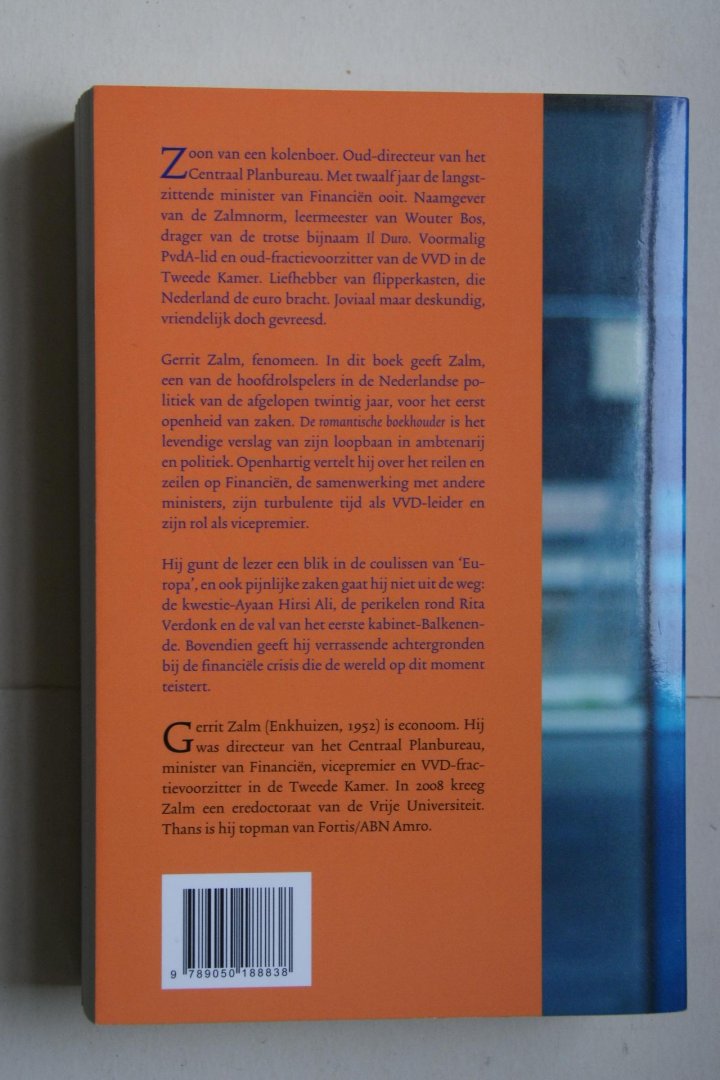 Zoon van een kolenboer. Oud-directeur van het
Centraal Planbureau. Met twaalf jaar de langst-
zittende minister van Financiën ooit. Naamgever
van de Zalmnorm, leermeester van Wouter Bos,
drager van de trotse bijnaam Il Duro. Voormalig
PvdA-lid en oud-fractievoorzitter van de VVD in de
Tweede Kamer. Liefhebber van flipperkasten, die
Nederland de euro bracht. Joviaal maar deskundig,
vriendelijk doch gevreesd.
Gerrit Zalm, fenomeen. In dit boek geeft Zalm,
een van de hoofdrolspelers in de Nederlandse po-
litiek van de afgelopen twintig jaar, voor het eerst
openheid van zaken. De romantische boekhouder is het
levendige verslag van zijn loopbaan in ambtenarij
en politiek. Openhartig vertelt hij over het reilen en
zeilen op Financiën, de samenwerking met andere
ministers, zijn turbulente tijd als VVD-leider en
zijn rol als vicepremier.
Hij gunt de lezer een blik in de coulissen van ‘Eu-
ropa’, en ook pijnlijke zaken gaat hij niet uit de weg:
de kwestie-Ayaan Hirsi Ali, de perikelen rond Rita
Verdonk en de val van het eerste kabinet-Balkenen-
de. Bovendien geeft hij verrassende achtergronden
bij de financiële crisis die de wereld op dit moment
teistert.
Gerrit Zalm (Enkhuizen, 1952) is econoom. Hij
was directeur van het Centraal Planbureau,
minister van Financiën, vicepremier en VVD-frac-
tievoorzitter in de Tweede Kamer. In 2008 kreeg
Zalm een eredoctoraat van de Vrije Universiteit.
Thans is hij topman van Fortis/ABN Amro.
9 789050 188838